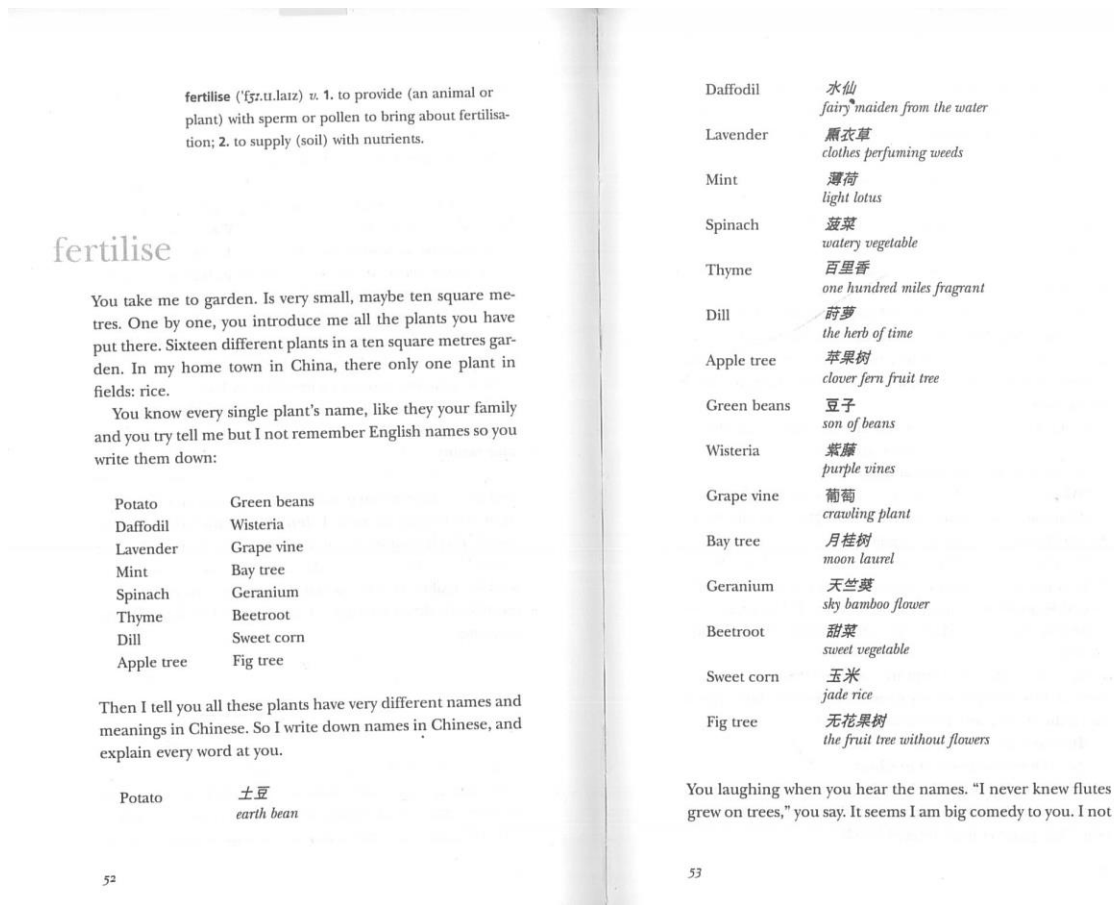 fertilise ('fɜː.tɪ.laɪz) v. 1. to provide (an animal or
plant) with sperm or pollen to bring about fertilisa-
tion; 2. to supply (soil) with nutrients.
fertilise
You take me to garden. Is very small, maybe ten square me-
tres. One by one, you introduce me all the plants you have
put there. Sixteen different plants in a ten square metres gar-
den. In my home town in China, there only one plant in
fields: rice.
You know every single plant's name, like they your family
and you try tell me but I not remember English names so you
write them down:
Potato Green beans
Daffodil Wisteria
Lavender Grape vine
Mint Bay tree
Spinach Geranium
Thyme Beetroot
Dill Sweet corn
Apple tree Fig tree
Then I tell you all these plants have very different names and
meanings in Chinese. So I write down names in Chinese, and
explain every word at you.
Potato 土豆
earth bean
52
Daffodil 水仙
fairy maiden from the water
Lavender 熏衣草
clothes perfuming weeds
Mint 薄荷
light lotus
Spinach 菠菜
watery vegetable
Thyme 百里香
one hundred miles fragrant
Dill 莳萝
the herb of time
Apple tree 苹果树
clover fern fruit tree
Green beans 豆子
son of beans
Wisteria 紫藤
purple vines
Grape vine 葡萄
crawling plant
Bay tree 月桂树
moon laurel
Geranium 天竺葵
sky bamboo flower
Beetroot 甜菜
sweet vegetable
Sweet corn 玉米
jade rice
Fig tree 无花果树
the fruit tree without flowers
You laughing when you hear the names. "I never knew flutes
grew on trees," you say. It seems I am big comedy to you. I not
53